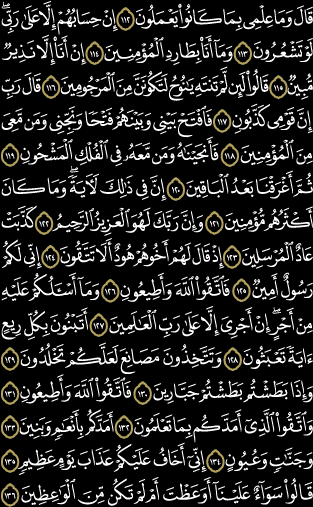 قَالَ وَمَا عِلْمِى بِمَا كَانُوا۟ يَعْمَلُونَ ١١٢ إِنْ حِسَابُهُمْ إِلَّا عَلَىٰ رَبِّى ۖ
لَوْ تَشْعُرُونَ ١١٣ وَمَآ أَنَا۠ بِطَارِدِ ٱلْمُؤْمِنِينَ ١١٤ إِنْ أَنَا۠ إِلَّا نَذِيرٌ
مُّبِينٌ ١١٥ قَالُوا۟ لَئِن لَّمْ تَنتَهِ يَٰنُوحُ لَتَكُونَنَّ مِنَ ٱلْمَرْجُومِينَ ١١٦ قَالَ رَبِّ
إِنَّ قَوْمِى كَذَّبُونِ ١١٧ فَٱفْتَحْ بَيْنِى وَبَيْنَهُمْ فَتْحًا وَنَجِّنِى وَمَن مَّعِىَ
مِنَ ٱلْمُؤْمِنِينَ ١١٨ فَأَنجَيْنَٰهُ وَمَن مَّعَهُۥ فِى ٱلْفُلْكِ ٱلْمَشْحُونِ ١١٩
ثُمَّ أَغْرَقْنَا بَعْدُ ٱلْبَاقِينَ ١٢٠ إِنَّ فِى ذَٰلِكَ لَءَايَةً ۖ وَمَا كَانَ
أَكْثَرُهُم مُّؤْمِنِينَ ١٢١ وَإِنَّ رَبَّكَ لَهُوَ ٱلْعَزِيزُ ٱلرَّحِيمُ ١٢٢ كَذَّبَتْ
عَادٌ ٱلْمُرْسَلِينَ ١٢٣ إِذْ قَالَ لَهُمْ أَخُوهُمْ هُودٌ أَلَا تَتَّقُونَ ١٢٤ إِنِّى لَكُمْ
رَسُولٌ أَمِينٌ ١٢٥ فَٱتَّقُوا۟ ٱللَّهَ وَأَطِيعُونِ ١٢٦ وَمَآ أَسْـَٔلُكُمْ عَلَيْهِ
مِنْ أَجْرٍ ۖ إِنْ أَجْرِىَ إِلَّا عَلَىٰ رَبِّ ٱلْعَٰلَمِينَ ١٢٧ أَتَبْنُونَ بِكُلِّ رِيعٍ
ءَايَةً تَعْبَثُونَ ١٢٨ وَتَتَّخِذُونَ مَصَانِعَ لَعَلَّكُمْ تَخْلُدُونَ ١٢٩
وَإِذَا بَطَشْتُم بَطَشْتُمْ جَبَّارِينَ ١٣٠ فَٱتَّقُوا۟ ٱللَّهَ وَأَطِيعُونِ ١٣١
وَٱتَّقُوا۟ ٱلَّذِىٓ أَمَدَّكُم بِمَا تَعْلَمُونَ ١٣٢ أَمَدَّكُم بِأَنْعَٰمٍ وَبَنِينَ ١٣٣
وَجَنَّٰتٍ وَعُيُونٍ ١٣٤ إِنِّىٓ أَخَافُ عَلَيْكُمْ عَذَابَ يَوْمٍ عَظِيمٍ ١٣٥
قَالُوا۟ سَوَآءٌ عَلَيْنَآ أَوَعَظْتَ أَمْ لَمْ تَكُن مِّنَ ٱلْوَٰعِظِينَ ١٣٦